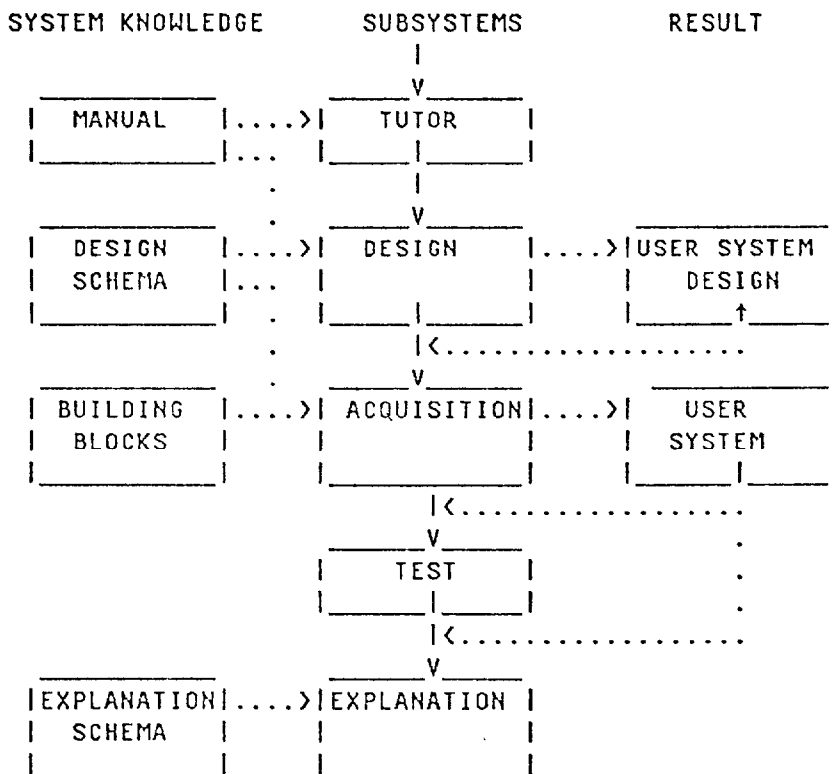 SYSTEM KNOWLEDGE SUBSYSTEMS RESULT
MANUAL TUTOR
DESIGN SCHEMA DESIGN USER SYSTEM DESIGN
BUILDING BLOCKS ACQUISITION USER SYSTEM
TEST
EXPLANATION SCHEMA EXPLANATION